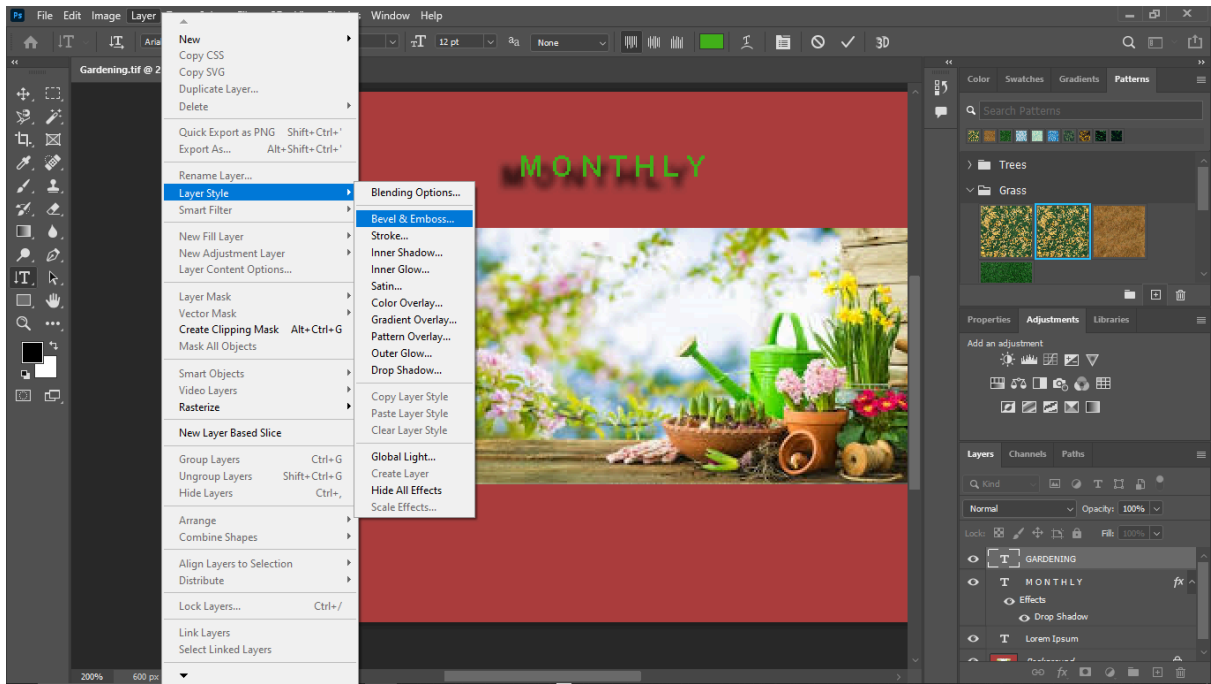 Ps File Edit Image Layer Window Help
Aria 12 pt aa None 3D
Gardening.tif @ 2
New
Copy CSS
Copy SVG
Duplicate Layer...
Delete
Quick Export as PNG Shift+Ctrl+'
Export As... Alt+Shift+Ctrl+'
Rename Layer...
Layer Style
Smart Filter
New Fill Layer
New Adjustment Layer
Layer Content Options...
Layer Mask
Vector Mask
Create Clipping Mask Alt+Ctrl+G
Mask All Objects
Smart Objects
Video Layers
Rasterize
New Layer Based Slice
Group Layers Ctrl+G
Ungroup Layers Shift+Ctrl+G
Hide Layers Ctrl+,
Arrange
Combine Shapes
Align Layers to Selection
Distribute
Lock Layers... Ctrl+/
Link Layers
Select Linked Layers
Blending Options...
Bevel & Emboss...
Stroke...
Inner Shadow...
Inner Glow...
Satin...
Color Overlay...
Gradient Overlay...
Pattern Overlay...
Outer Glow...
Drop Shadow...
Copy Layer Style
Paste Layer Style
Clear Layer Style
Global Light...
Create Layer
Hide All Effects
Scale Effects...
MONTHLY
Color Swatches Gradients Patterns
Search Patterns
Trees
Grass
Properties Adjustments Libraries
Add an adjustment
Layers Channels Paths
Kind
Normal Opacity: 100%
Lock: Fill: 100%
T GARDENING
T MONTHLY fx
Effects
Drop Shadow
T Lorem Ipsum
Background
fx
200% 600 px